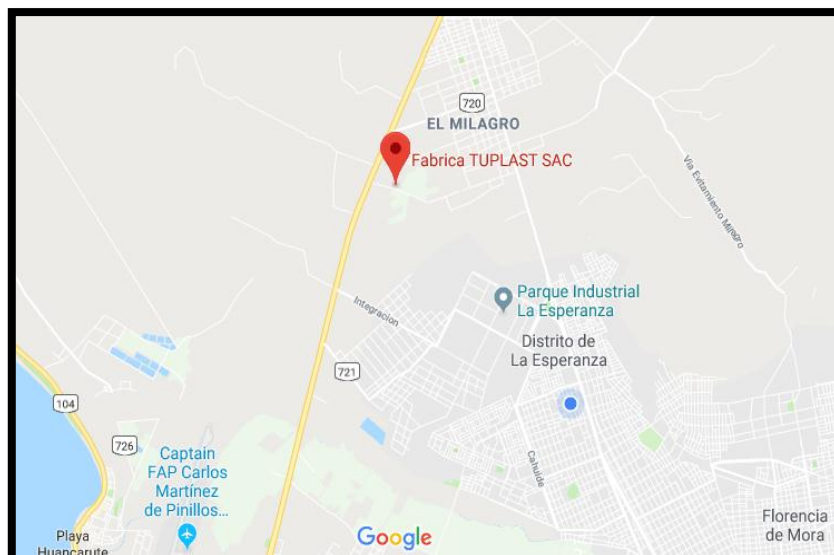 720
EL MILAGRO
Fabrica TUPLAST SAC
Via Evitamiento Milagro
Parque Industrial
La Esperanza
Integracion
Distrito de
La Esperanza
721
104
726
Captain
FAP Carlos
Martínez
de Pinillos...
Cahuide
Google
Florencia
de Mora
Playa
Huancarute